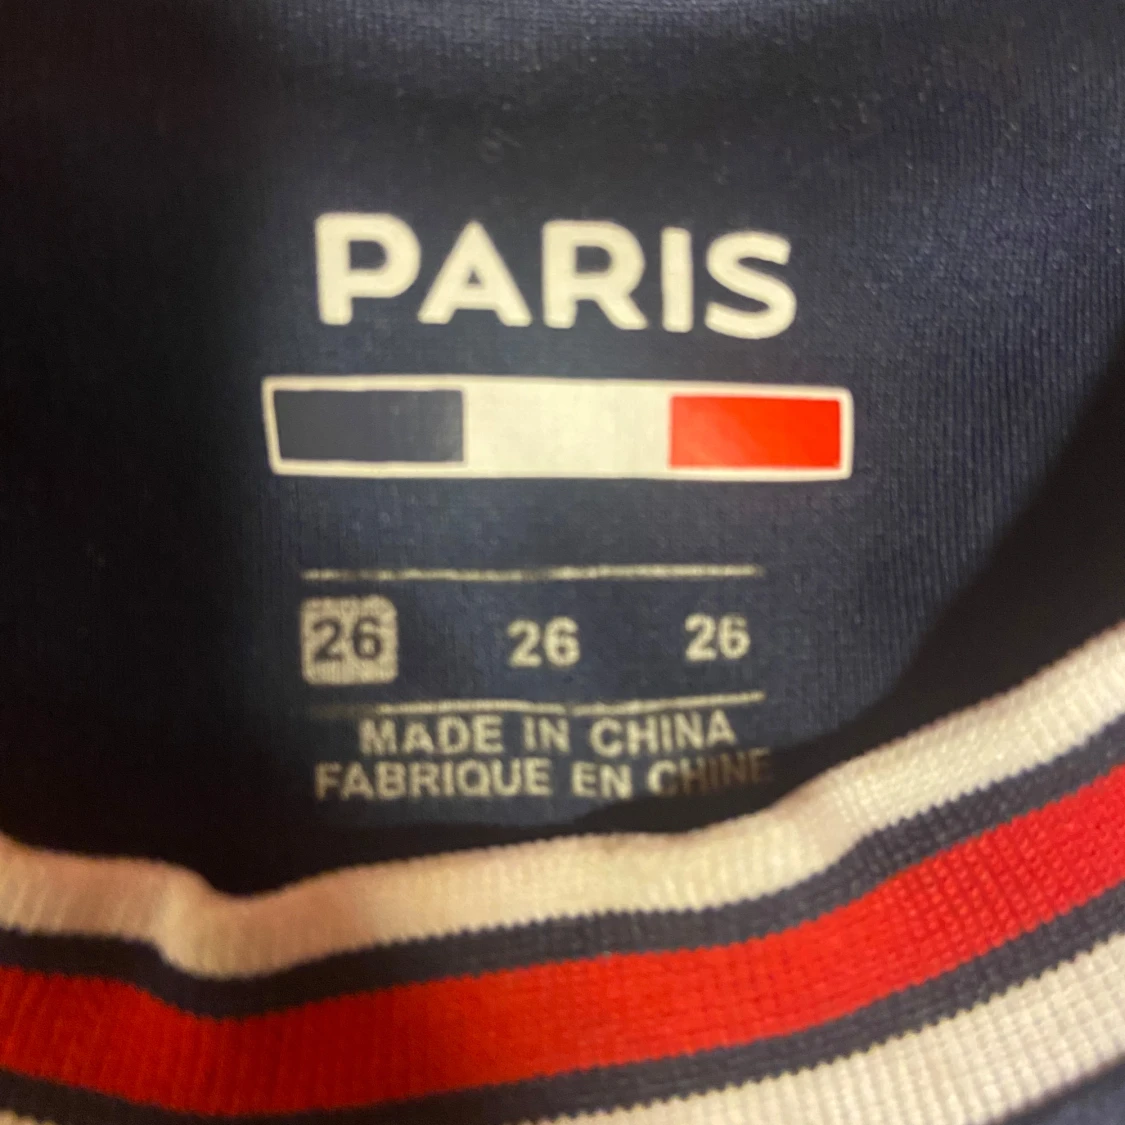 PARIS
26 26 26
MADE IN CHINA
FABRIQUE EN CHINE